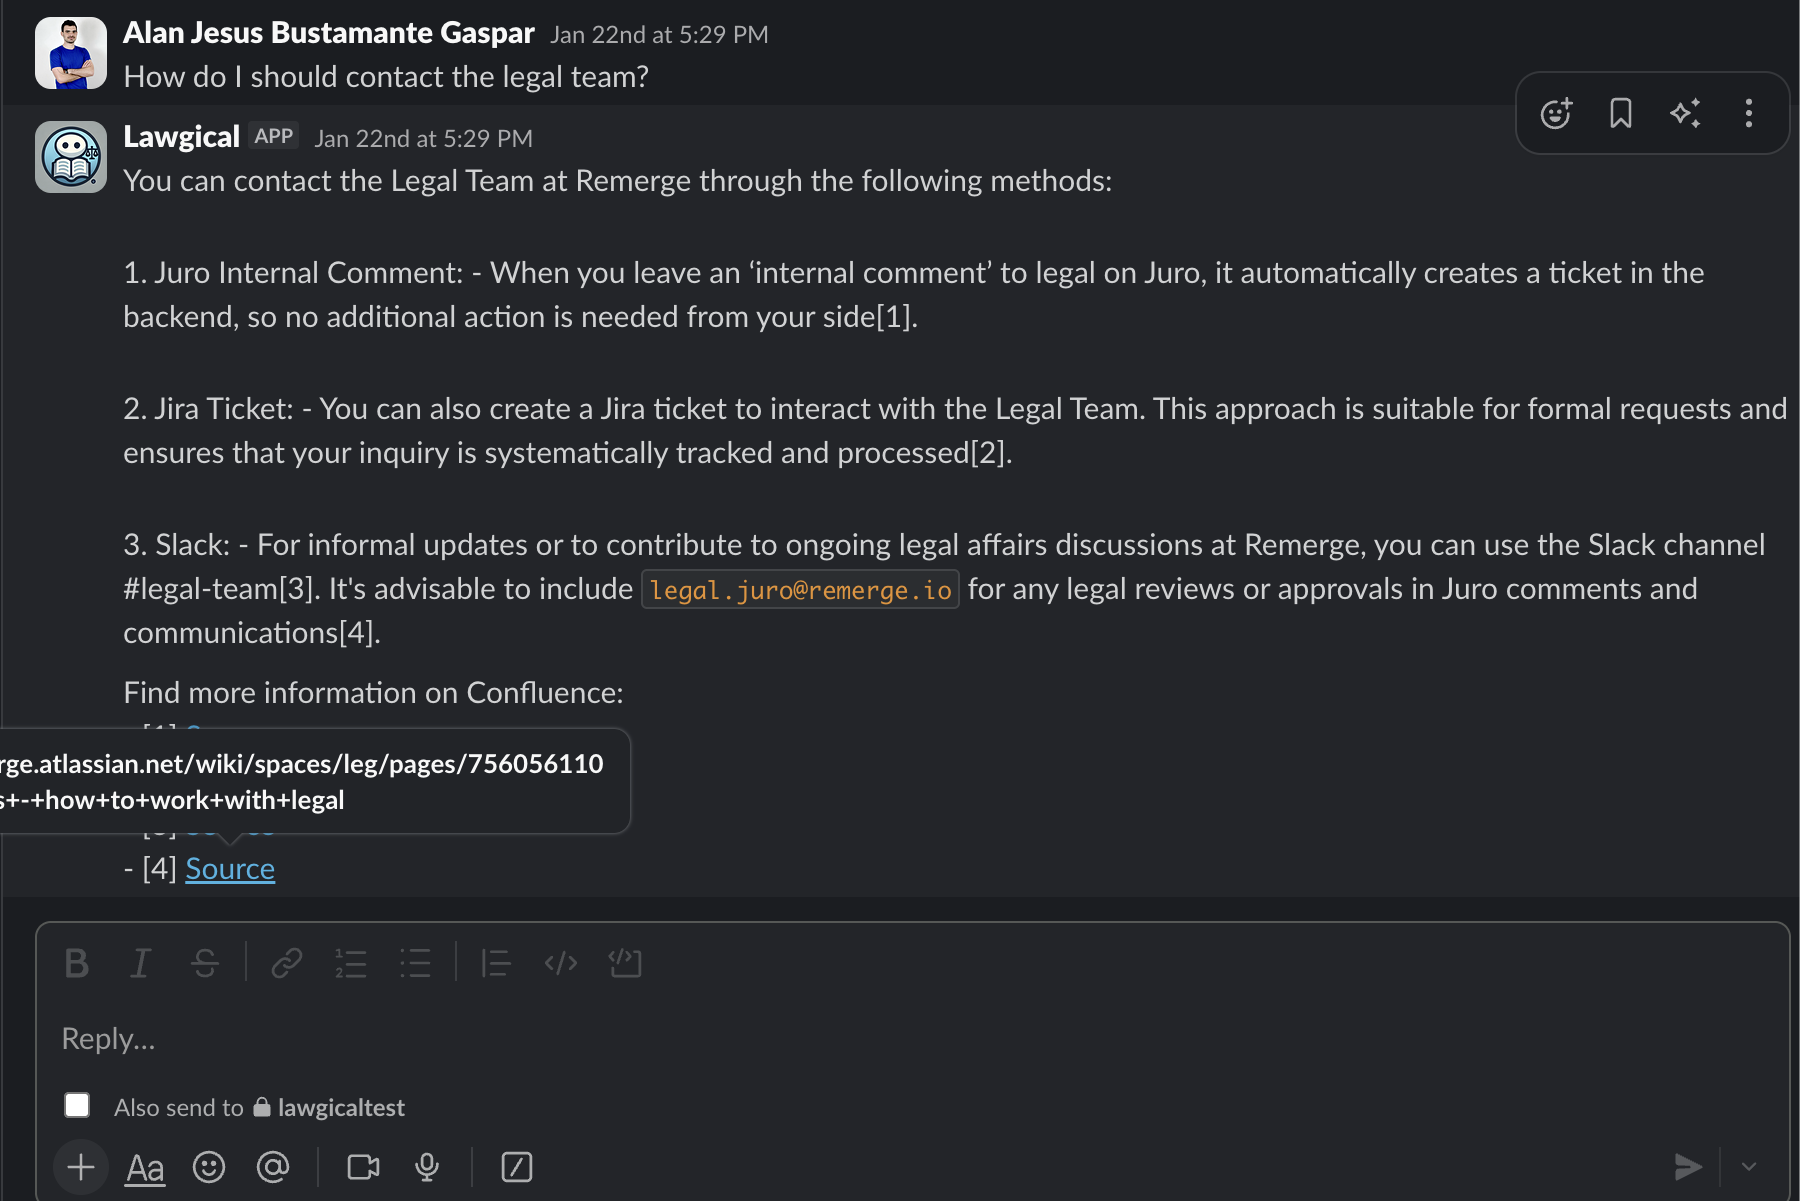 Alan Jesus Bustamante Gaspar Jan 22nd at 5:29 PM
How do I should contact the legal team?
Lawgical APP Jan 22nd at 5:29 PM
You can contact the Legal Team at Remerge through the following methods:
1. Juro Internal Comment: - When you leave an ‘internal comment’ to legal on Juro, it automatically creates a ticket in the
backend, so no additional action is needed from your side[1].
2. Jira Ticket: - You can also create a Jira ticket to interact with the Legal Team. This approach is suitable for formal requests and
ensures that your inquiry is systematically tracked and processed[2].
3. Slack: - For informal updates or to contribute to ongoing legal affairs discussions at Remerge, you can use the Slack channel
#legal-team[3]. It's advisable to include legal.juro@remerge.io for any legal reviews or approvals in Juro comments and
communications[4].
Find more information on Confluence:
rge.atlassian.net/wiki/spaces/leg/pages/756056110
s+-+how+to+work+with+legal
- [4] Source
B I S
Reply...
Also send to lawgicaltest
Aa